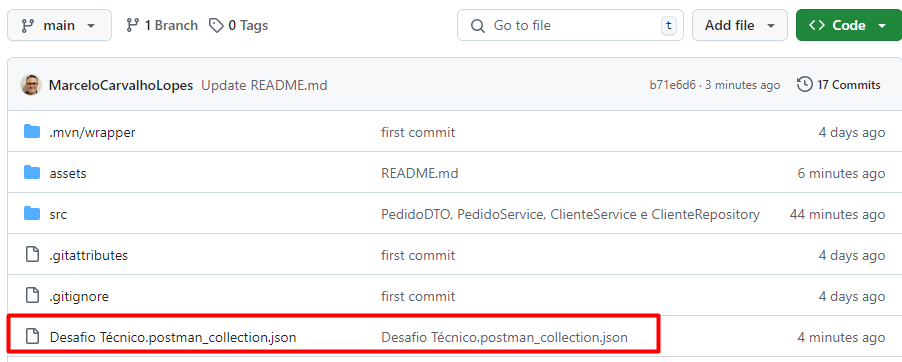 main 1 Branch 0 Tags Go to file t Add file Code
MarceloCarvalhoLopes Update README.md b71e6d6 · 3 minutes ago 17 Commits
.mvn/wrapper first commit 4 days ago
assets README.md 6 minutes ago
src PedidoDTO, PedidoService, ClienteService e ClienteRepository 44 minutes ago
.gitattributes first commit 4 days ago
.gitignore first commit 4 days ago
Desafio Técnico.postman_collection.json Desafio Técnico.postman_collection.json 4 minutes ago